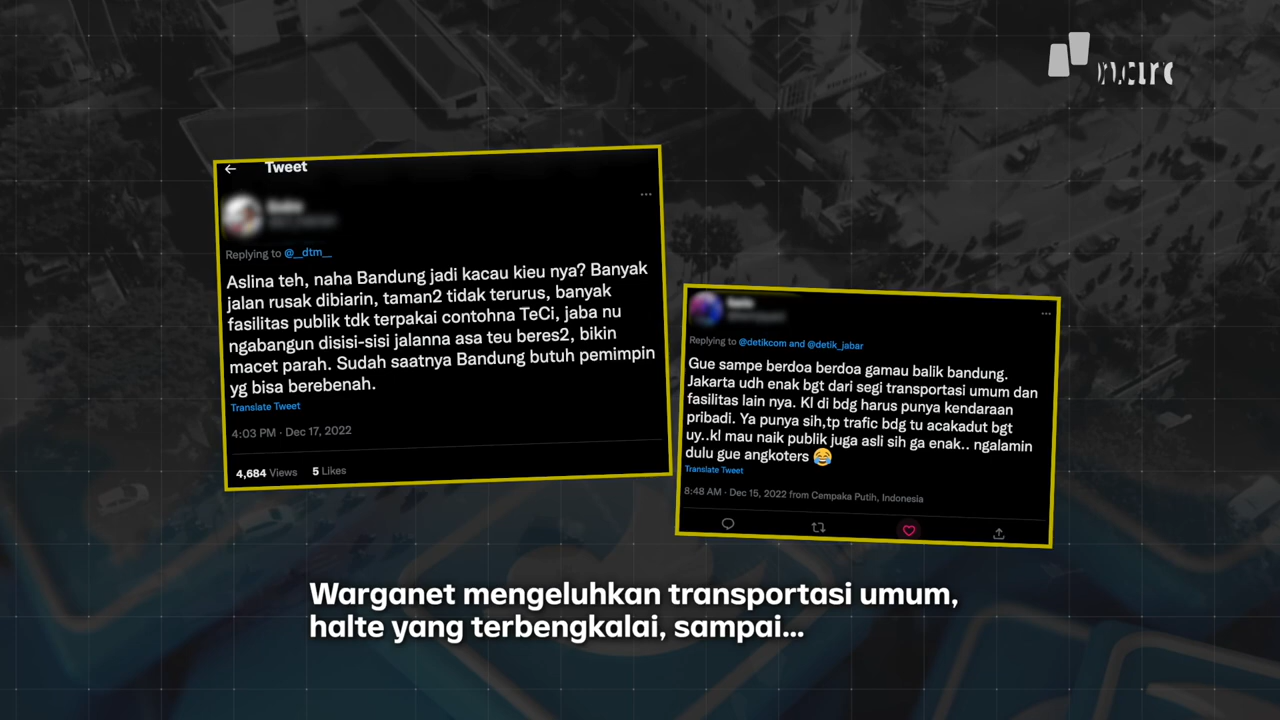 Tweet
Replying to @__dtm__
Aslina teh, naha Bandung jadi kacau kieu nya? Banyak
jalan rusak dibiarin, taman2 tidak terurus, banyak
fasilitas publik tdk terpakai contohna TeCi, jaba nu
ngabangun disisi-sisi jalanna asa teu beres2, bikin
macet parah. Sudah saatnya Bandung butuh pemimpin
yg bisa berebenah.
Translate Tweet
4:03 PM · Dec 17, 2022
4,684 Views 5 Likes
Replying to @detikcom and @detik_jabar
Gue sampe berdoa berdoa gamau balik bandung.
Jakarta udh enak bgt dari segi transportasi umum dan
fasilitas lain nya. Kl di bdg harus punya kendaraan
pribadi. Ya punya sih,tp trafic bdg tu acakadut bgt
uy..kl mau naik publik juga asli sih ga enak.. ngalamin
dulu gue angkoters 😂
Translate Tweet
8:48 AM · Dec 15, 2022 from Cempaka Putih, Indonesia
Warganet mengeluhkan transportasi umum,
halte yang terbengkalai, sampai...